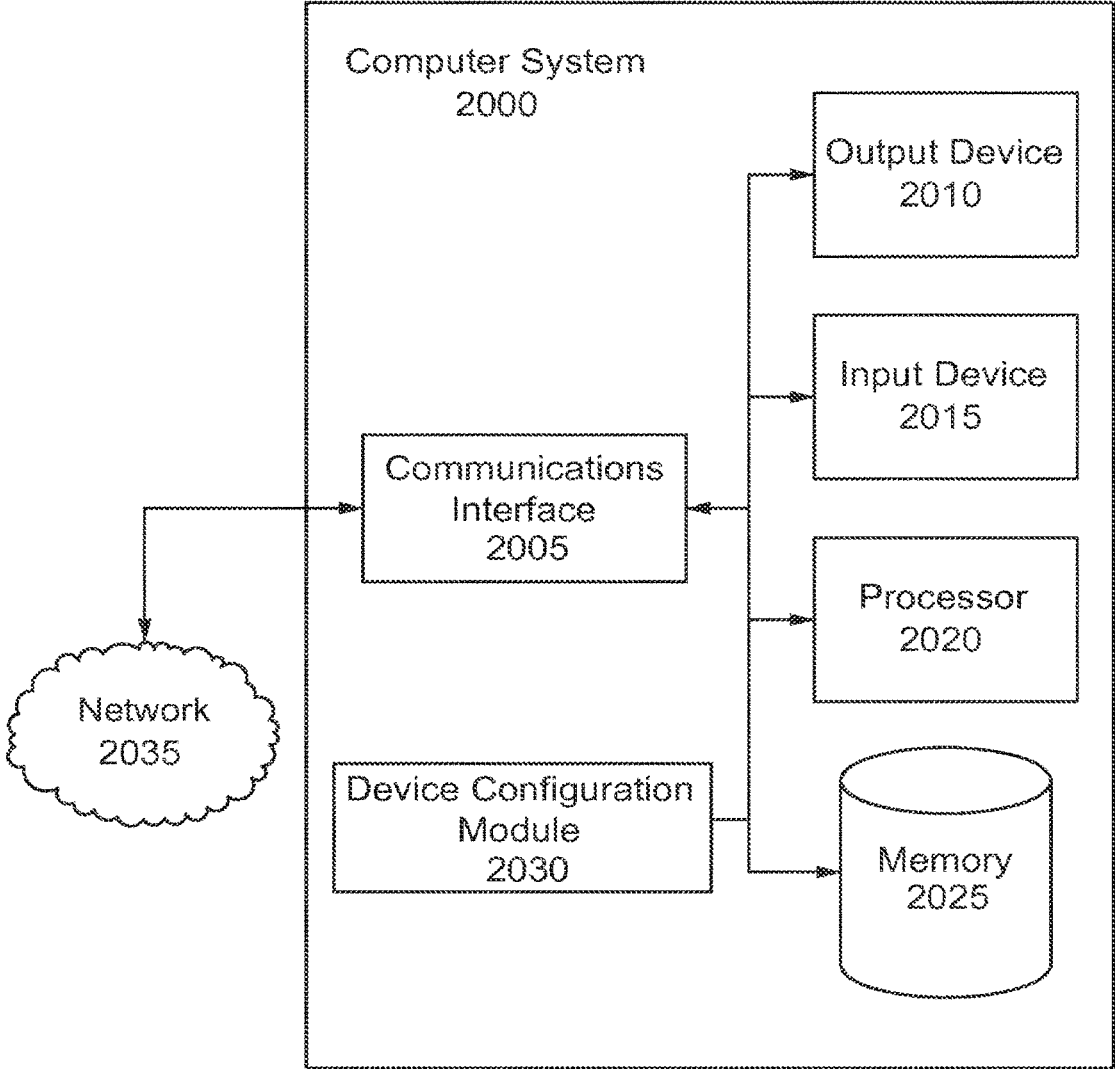 Computer System
2000
Output Device
2010
Input Device
2015
Communications
Interface
2005
Processor
2020
Network
2035
Device Configuration
Module
2030
Memory
2025